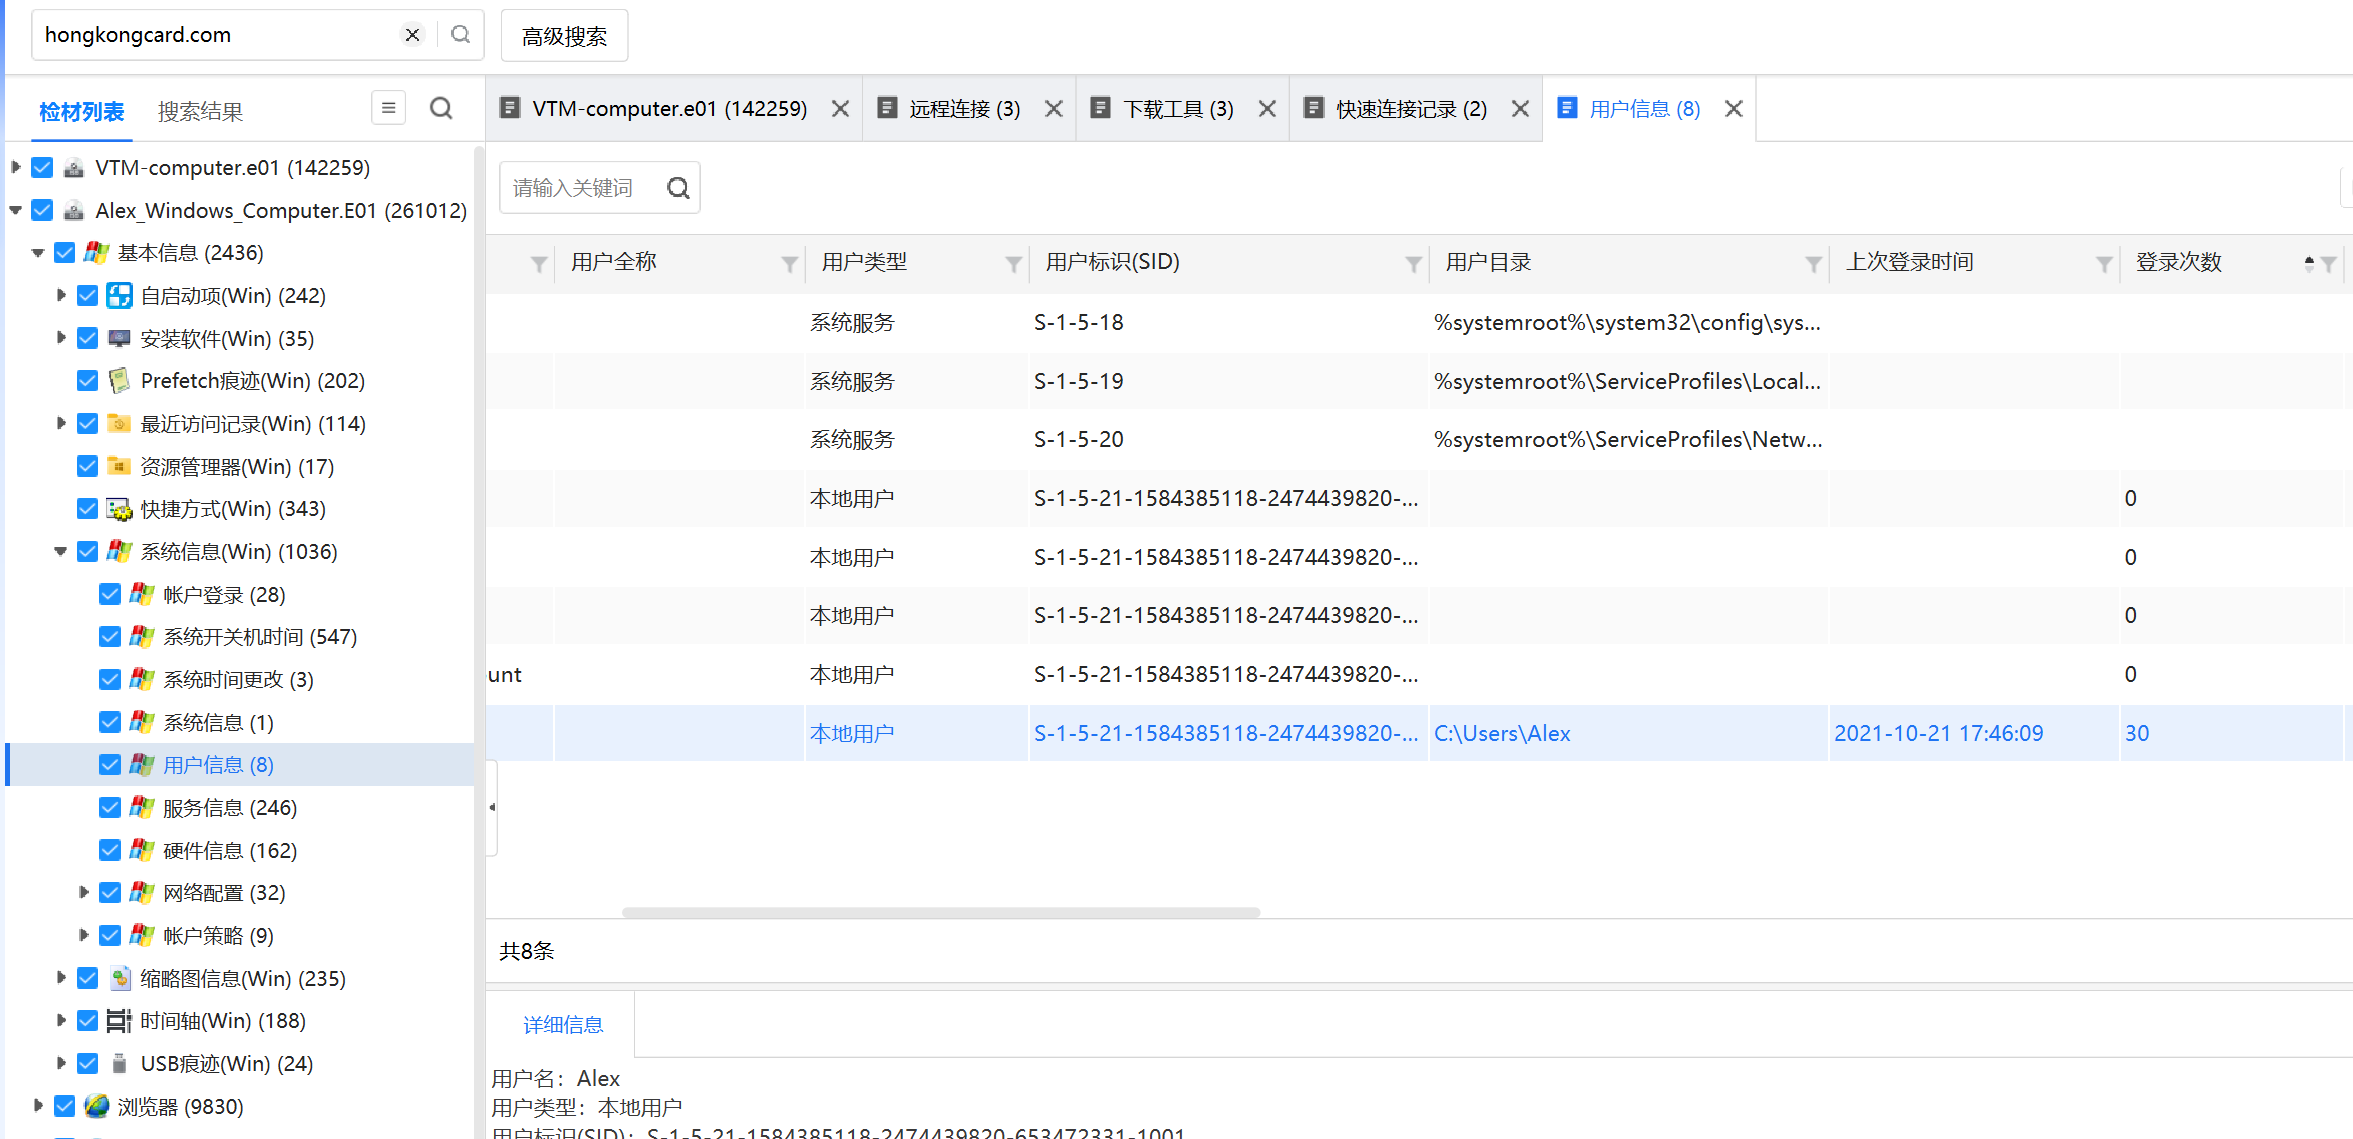 hongkongcard.com
高级搜索
检材列表 搜索结果
VTM-computer.e01 (142259)
Alex_Windows_Computer.E01 (261012)
基本信息 (2436)
自启动项(Win) (242)
安装软件(Win) (35)
Prefetch痕迹(Win) (202)
最近访问记录(Win) (114)
资源管理器(Win) (17)
快捷方式(Win) (343)
系统信息(Win) (1036)
帐户登录 (28)
系统开关机时间 (547)
系统时间更改 (3)
系统信息 (1)
用户信息 (8)
服务信息 (246)
硬件信息 (162)
网络配置 (32)
帐户策略 (9)
缩略图信息(Win) (235)
时间轴(Win) (188)
USB痕迹(Win) (24)
浏览器 (9830)
VTM-computer.e01 (142259) 远程连接 (3) 下载工具 (3) 快速连接记录 (2) 用户信息 (8)
请输入关键词
用户全称 用户类型 用户标识(SID) 用户目录 上次登录时间 登录次数
系统服务 S-1-5-18 %systemroot%\system32\config\sys...
系统服务 S-1-5-19 %systemroot%\ServiceProfiles\Local...
系统服务 S-1-5-20 %systemroot%\ServiceProfiles\Netw...
本地用户 S-1-5-21-1584385118-2474439820-... 0
本地用户 S-1-5-21-1584385118-2474439820-... 0
本地用户 S-1-5-21-1584385118-2474439820-... 0
unt 本地用户 S-1-5-21-1584385118-2474439820-... 0
本地用户 S-1-5-21-1584385118-2474439820-... C:\Users\Alex 2021-10-21 17:46:09 30
共8条
详细信息
用户名：Alex
用户类型：本地用户
用户标识(SID)：S-1-5-21-1584385118-2474439820-653472331-1001